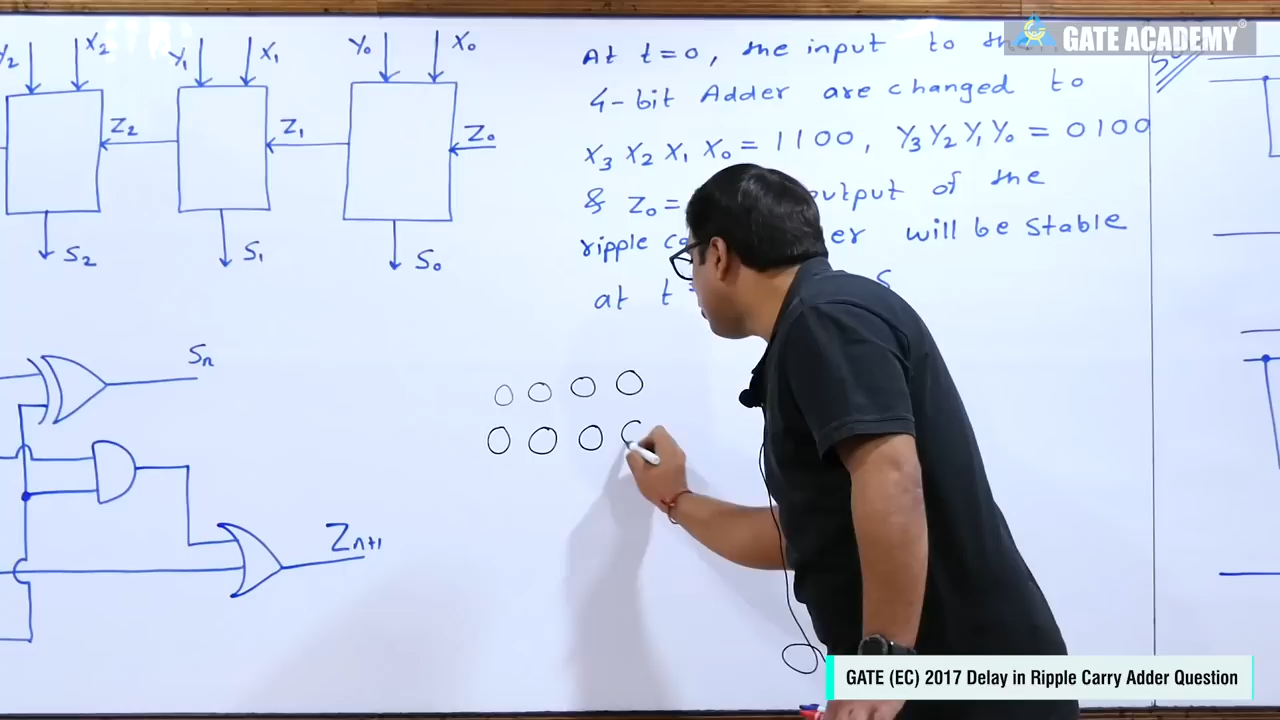 GATE ACADEMY®
Y2 X2 Y1 X1 Y0 X0
Z2 Z1 Z0
S2 S1 S0
At t=0, the input to the
4-bit Adder are changed to
X3 X2 X1 X0 = 1100, Y3 Y2 Y1 Y0 = 0100
& Z0 = output of the
ripple will be stable
at t =
Sn
Zn+1
0 0 0 0
0 0 0
GATE (EC) 2017 Delay in Ripple Carry Adder Question